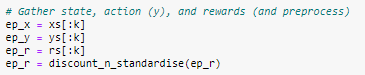 # Gather state, action (y), and rewards (and preprocess)
ep_x = xs[:k]
ep_y = ys[:k]
ep_r = rs[:k]
ep_r = discount_n_standardise(ep_r)